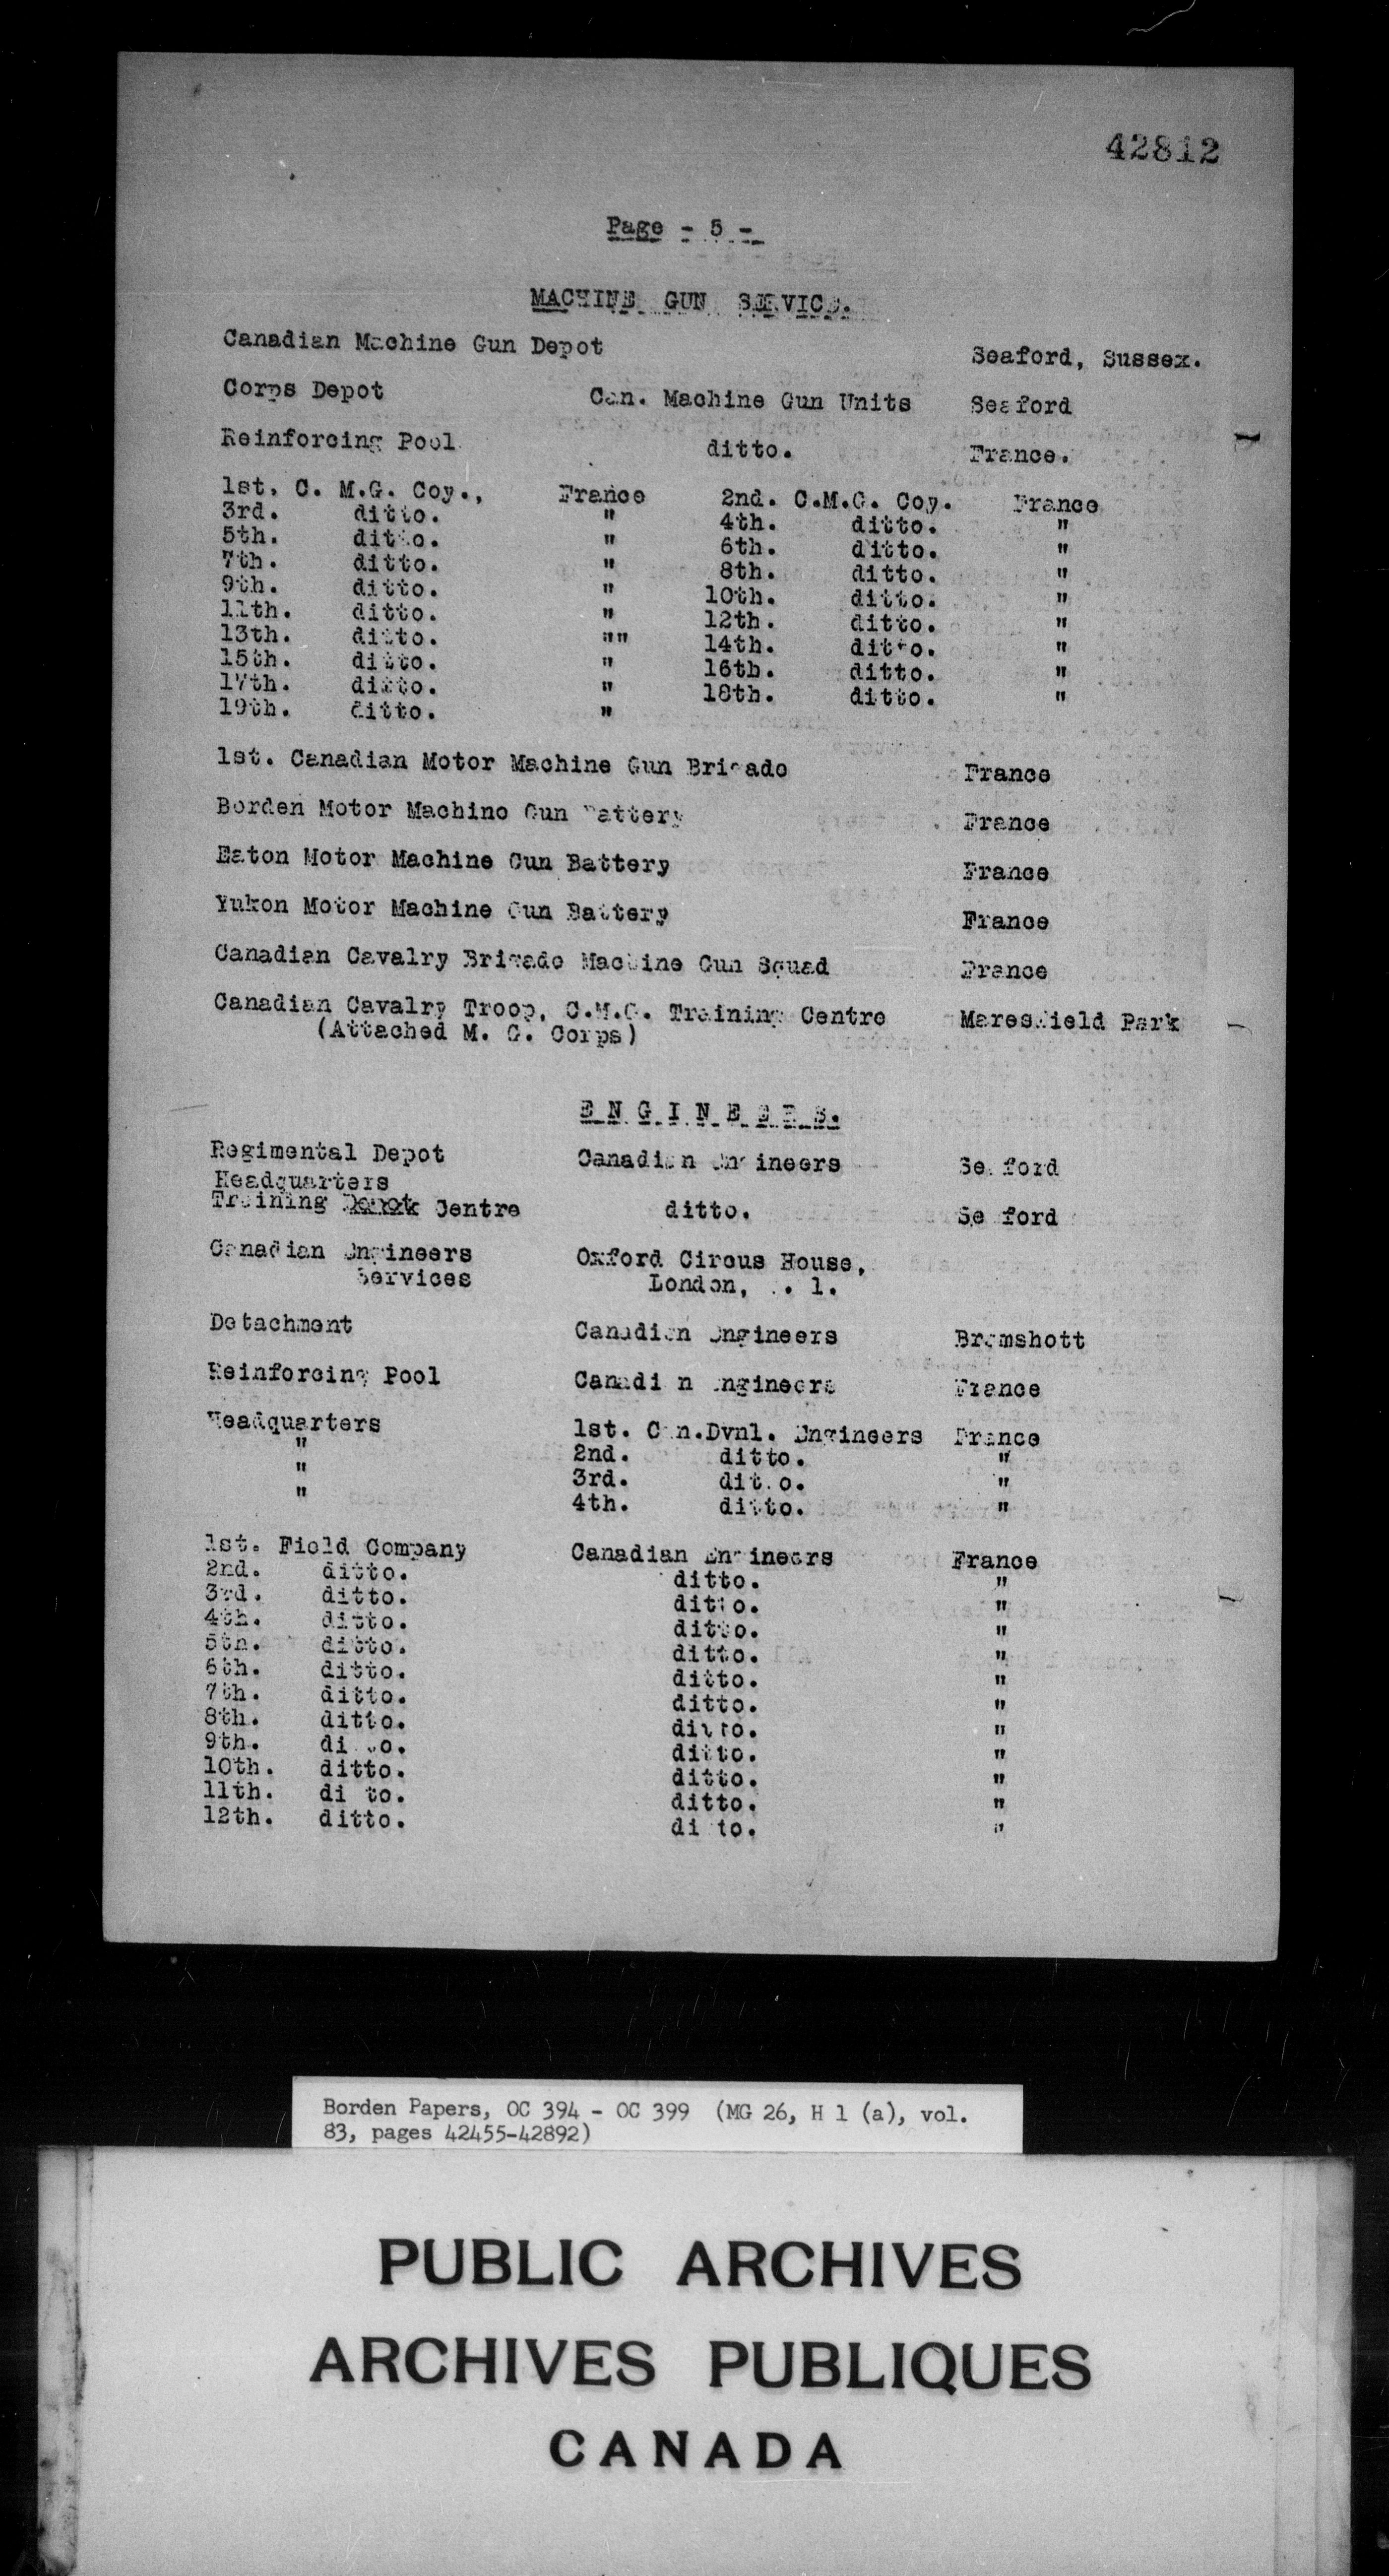 42812
Page - 5 -
MACHINE GUN SERVICE.
Canadian Machine Gun Depot Seaford, Sussex.
Corps Depot Can. Machine Gun Units Seaford
Reinforcing Pool ditto. France.
1st. C. M.G. Coy., France 2nd. C.M.G. Coy. France
3rd. ditto. " 4th. ditto. "
5th. ditto. " 6th. ditto. "
7th. ditto. " 8th. ditto. "
9th. ditto. " 10th. ditto. "
11th. ditto. " 12th. ditto. "
13th. ditto. "" 14th. ditto. "
15th. ditto. " 16th. ditto. "
17th. ditto. " 18th. ditto. "
19th. ditto. "
1st. Canadian Motor Machine Gun Brigade France
Borden Motor Machine Gun Battery France
Eaton Motor Machine Gun Battery France
Yukon Motor Machine Gun Battery France
Canadian Cavalry Brigade Machine Gun Squad France
Canadian Cavalry Troop, C.M.G. Training Centre Maresfield Park
(Attached M. G. Corps)
E N G I N E E R S.
Regimental Depot Canadian Engineers Seaford
Headquarters
Training Centre ditto. Seaford
Canadian Engineers Oxford Circus House,
Services London, . 1.
Detachment Canadian Engineers Bramshott
Reinforcing Pool Canadian Engineers France
Headquarters 1st. Can.Dvnl. Engineers France
" 2nd. ditto. "
" 3rd. ditto. "
" 4th. ditto. "
1st. Field Company Canadian Engineers France
2nd. ditto. ditto. "
3rd. ditto. ditto. "
4th. ditto. ditto. "
5th. ditto. ditto. "
6th. ditto. ditto. "
7th. ditto. ditto. "
8th. ditto. ditto. "
9th. ditto. ditto. "
10th. ditto. ditto. "
11th. ditto. ditto. "
12th. ditto. ditto. "
Borden Papers, OC 394 - OC 399 (MG 26, H 1 (a), vol.
83, pages 42455-42892)
PUBLIC ARCHIVES
ARCHIVES PUBLIQUES
CANADA